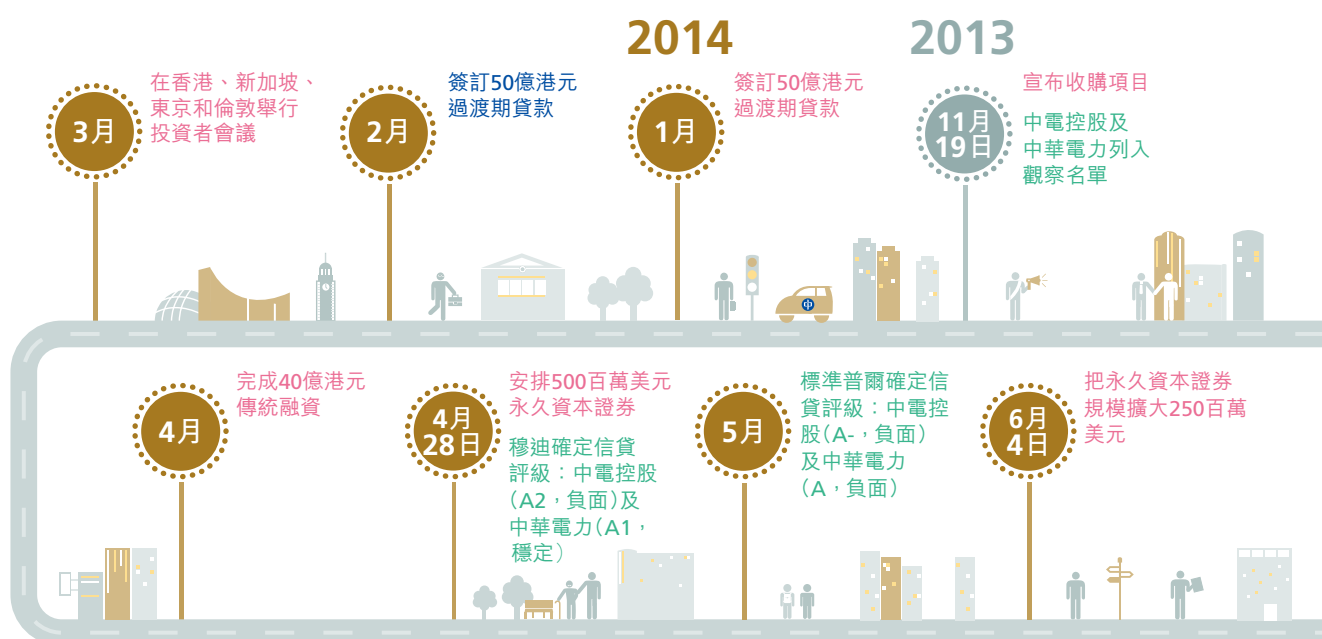 2014
2013
3月
在香港、新加坡、
東京和倫敦舉行
投資者會議
2月
簽訂50億港元
過渡期貸款
1月
簽訂50億港元
過渡期貸款
11月
19日
宣布收購項目
中電控股及
中華電力列入
觀察名單
4月
完成40億港元
傳統融資
4月
28日
安排500百萬美元
永久資本證券
穆迪確定信貸
評級：中電控股
（A2，負面）及
中華電力（A1，
穩定）
5月
標準普爾確定信
貸評級：中電控
股（A-，負面）
及中華電力
（A，負面）
6月
4日
把永久資本證券
規模擴大250百萬
美元